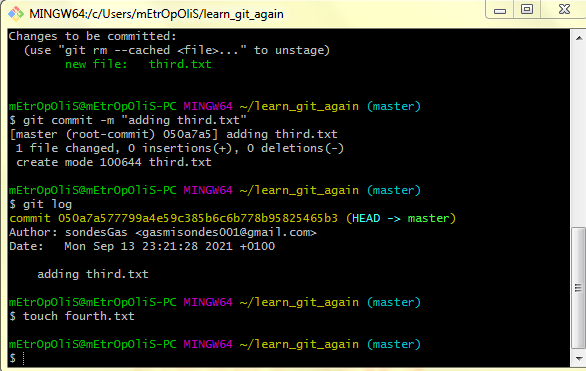 MINGW64:/c/Users/mEtrOpOliS/learn_git_again
Changes to be committed:
  (use "git rm --cached <file>..." to unstage)
        new file:   third.txt
mEtrOpOliS@mEtrOpOliS-PC MINGW64 ~/learn_git_again (master)
$ git commit -m "adding third.txt"
[master (root-commit) 050a7a5] adding third.txt
 1 file changed, 0 insertions(+), 0 deletions(-)
 create mode 100644 third.txt
mEtrOpOliS@mEtrOpOliS-PC MINGW64 ~/learn_git_again (master)
$ git log
commit 050a7a577799a4e59c385b6c6b778b95825465b3 (HEAD -> master)
Author: sondesGas <gasmisondes001@gmail.com>
Date:   Mon Sep 13 23:21:28 2021 +0100
    adding third.txt
mEtrOpOliS@mEtrOpOliS-PC MINGW64 ~/learn_git_again (master)
$ touch fourth.txt
mEtrOpOliS@mEtrOpOliS-PC MINGW64 ~/learn_git_again (master)
$